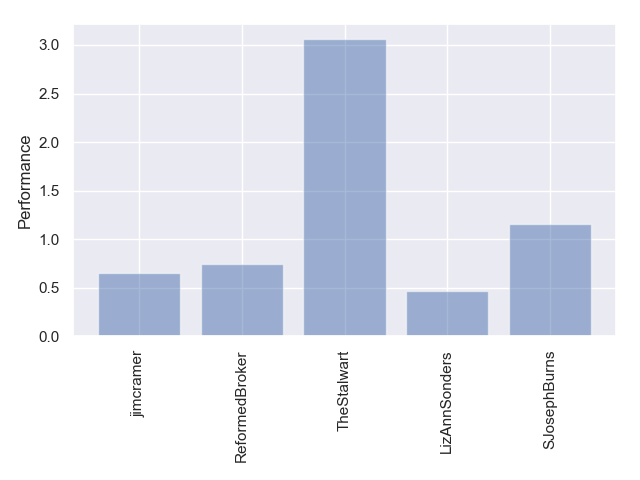 3.0
2.5
2.0
1.5
1.0
0.5
0.0
Performance
jimcramer
ReformedBroker
TheStalwart
LizAnnSonders
SJosephBurns